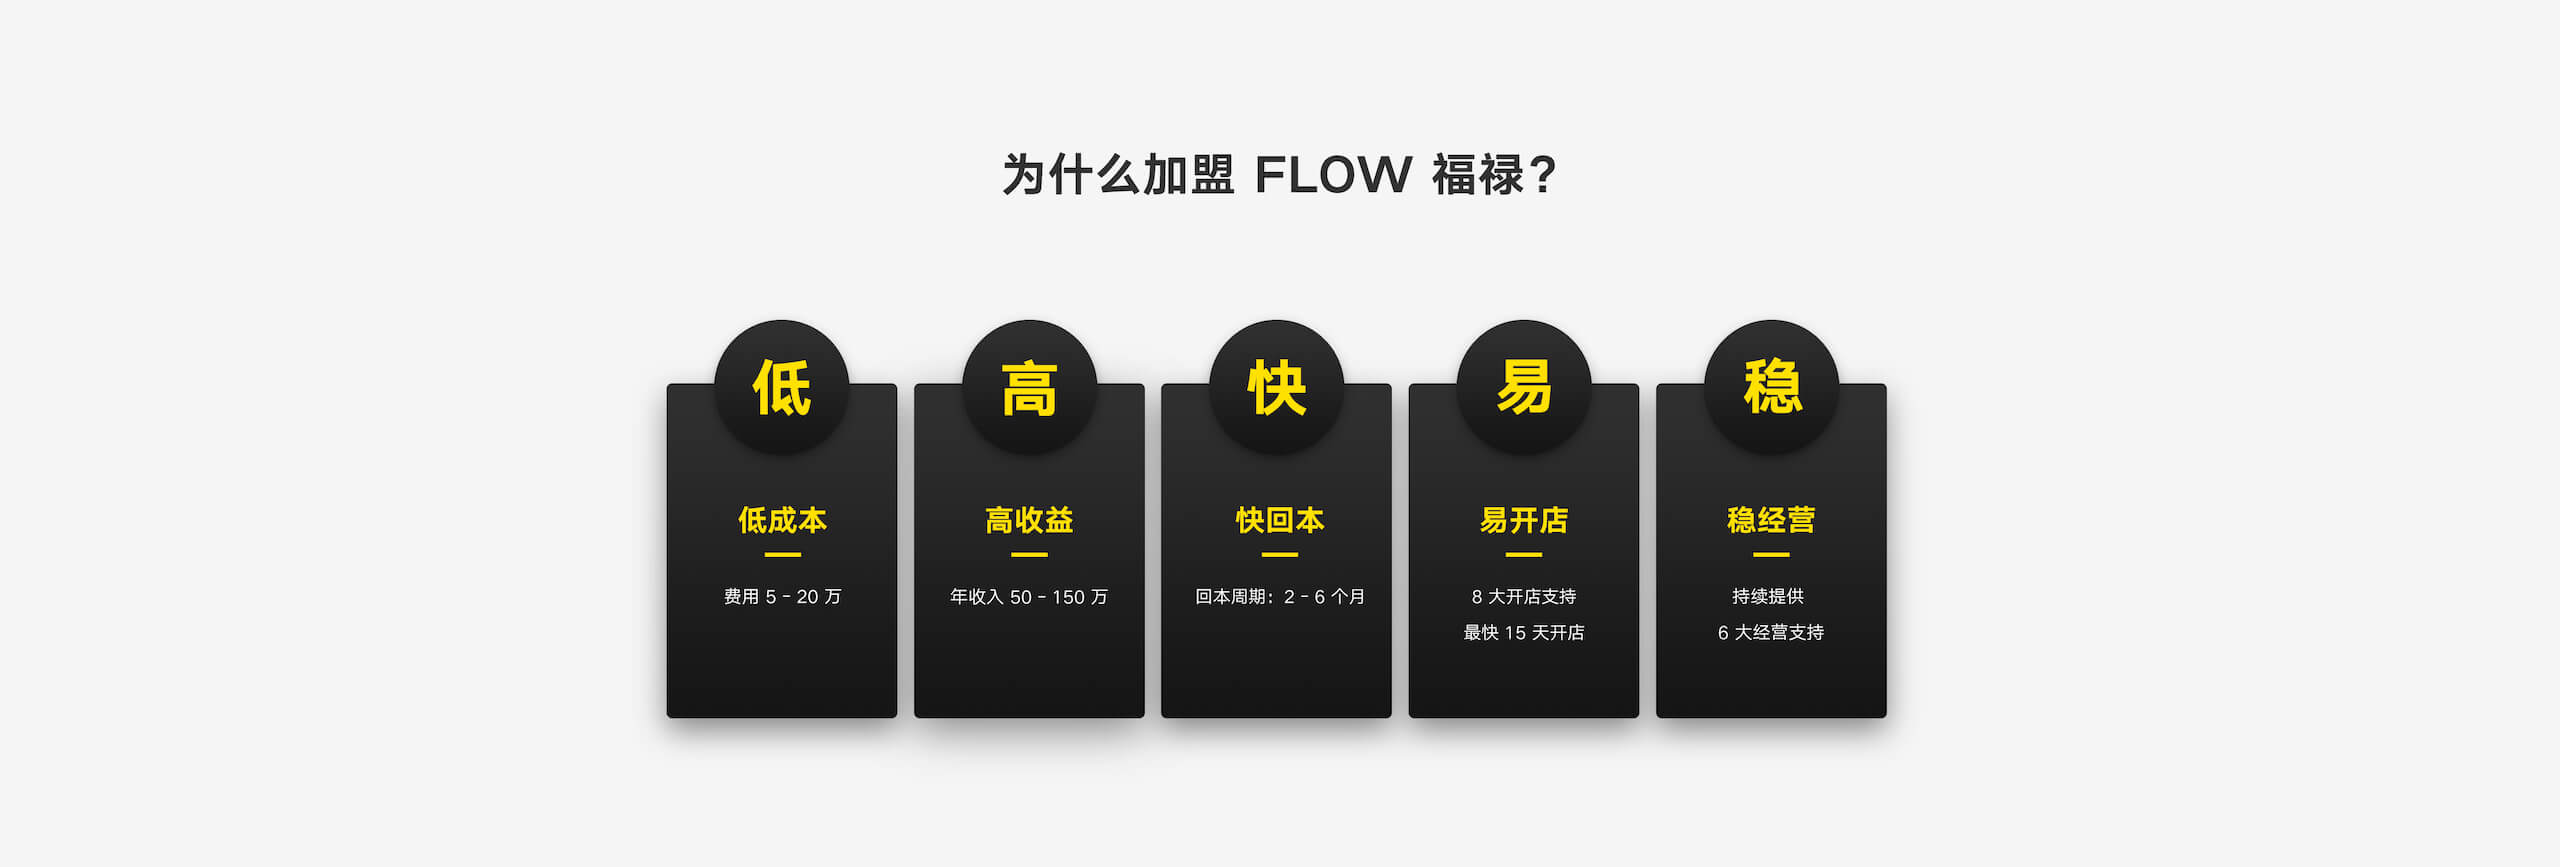 为什么加盟 FLOW 福禄？
低
低成本
费用 5 - 20 万
高
高收益
年收入 50 - 150 万
快
快回本
回本周期：2 - 6 个月
易
易开店
8 大开店支持
最快 15 天开店
稳
稳经营
持续提供
6 大经营支持